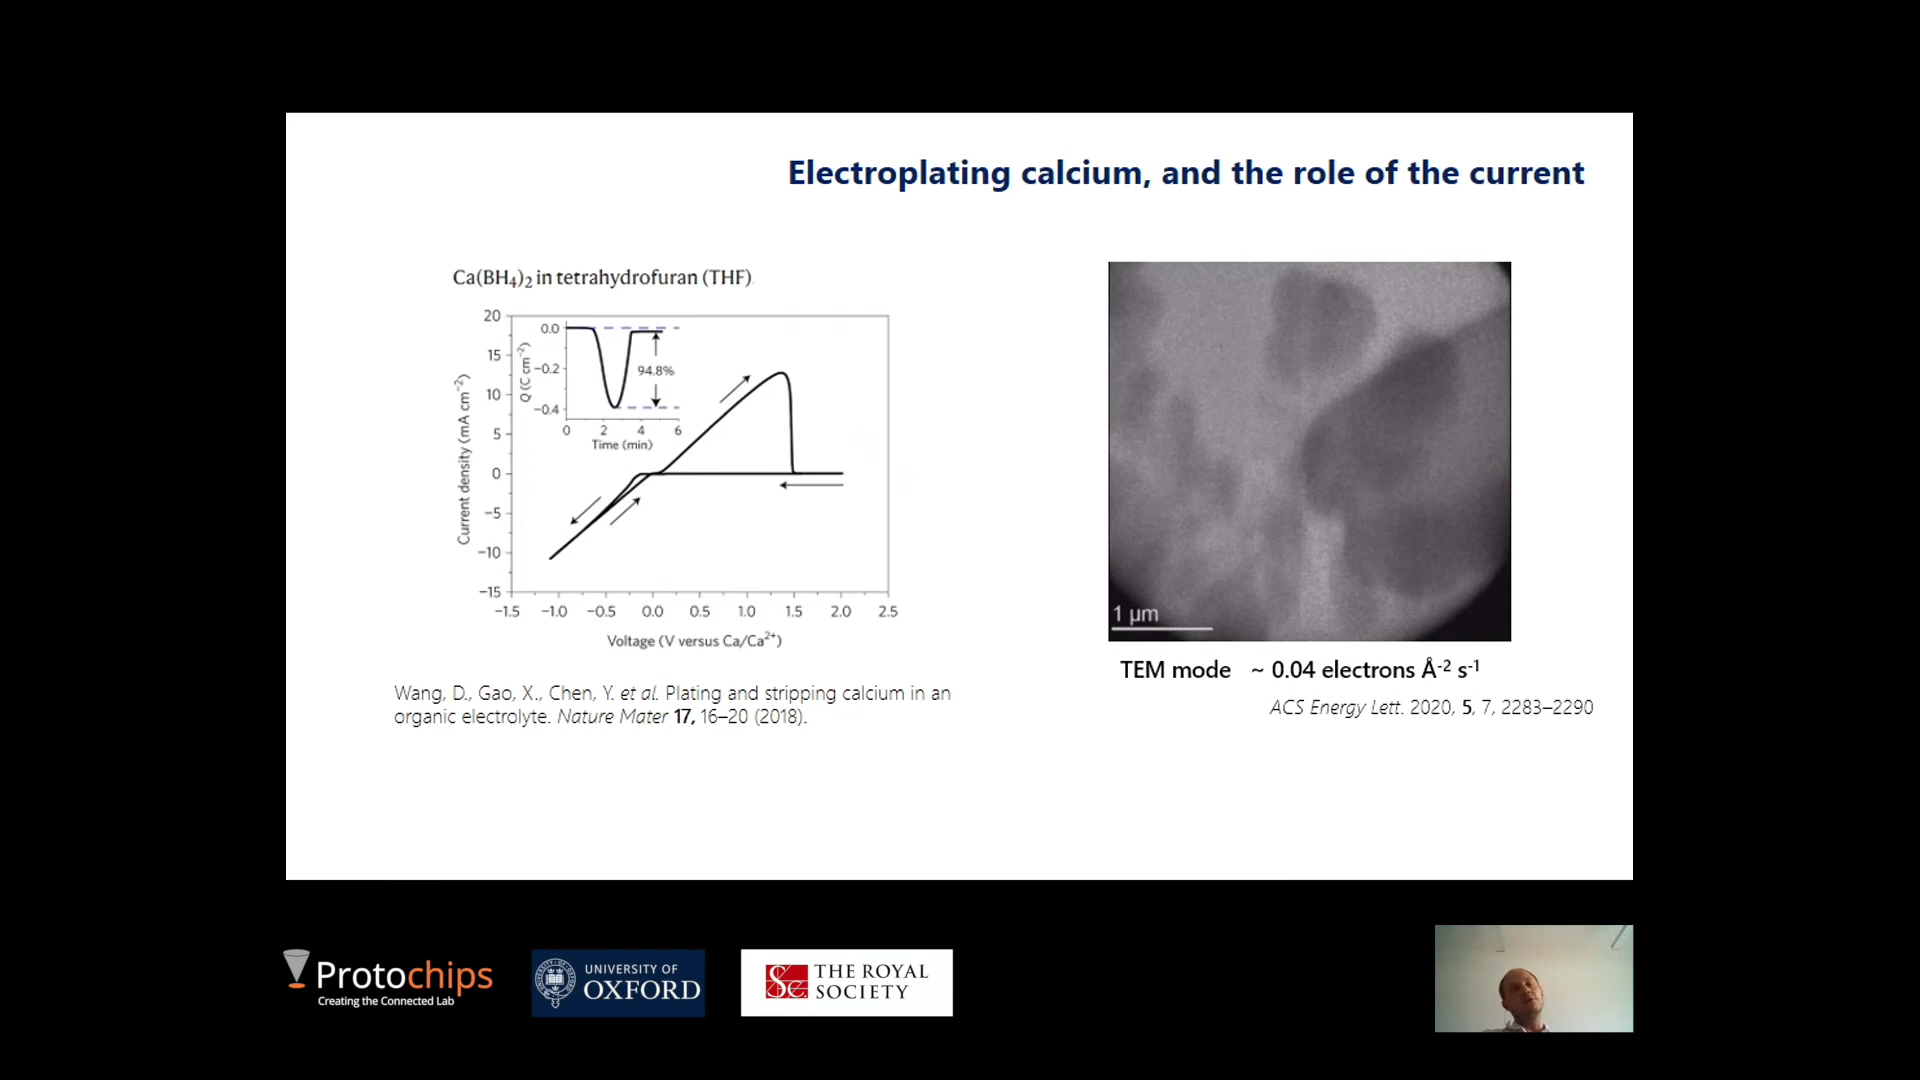 Electroplating calcium, and the role of the current
Ca(BH₄)₂ in tetrahydrofuran (THF)
20
15
10
5
0
−5
−10
−15
Current density (mA cm⁻²)
0.0
−0.2
−0.4
Q (C cm⁻²)
94.8%
0 2 4 6
Time (min)
−1.5 −1.0 −0.5 0.0 0.5 1.0 1.5 2.0 2.5
Voltage (V versus Ca/Ca²⁺)
Wang, D., Gao, X., Chen, Y. et al. Plating and stripping calcium in an
organic electrolyte. Nature Mater 17, 16–20 (2018).
1 µm
TEM mode ~ 0.04 electrons Å⁻² s⁻¹
ACS Energy Lett. 2020, 5, 7, 2283–2290
Protochips
Creating the Connected Lab
UNIVERSITY OF
OXFORD
THE ROYAL
SOCIETY